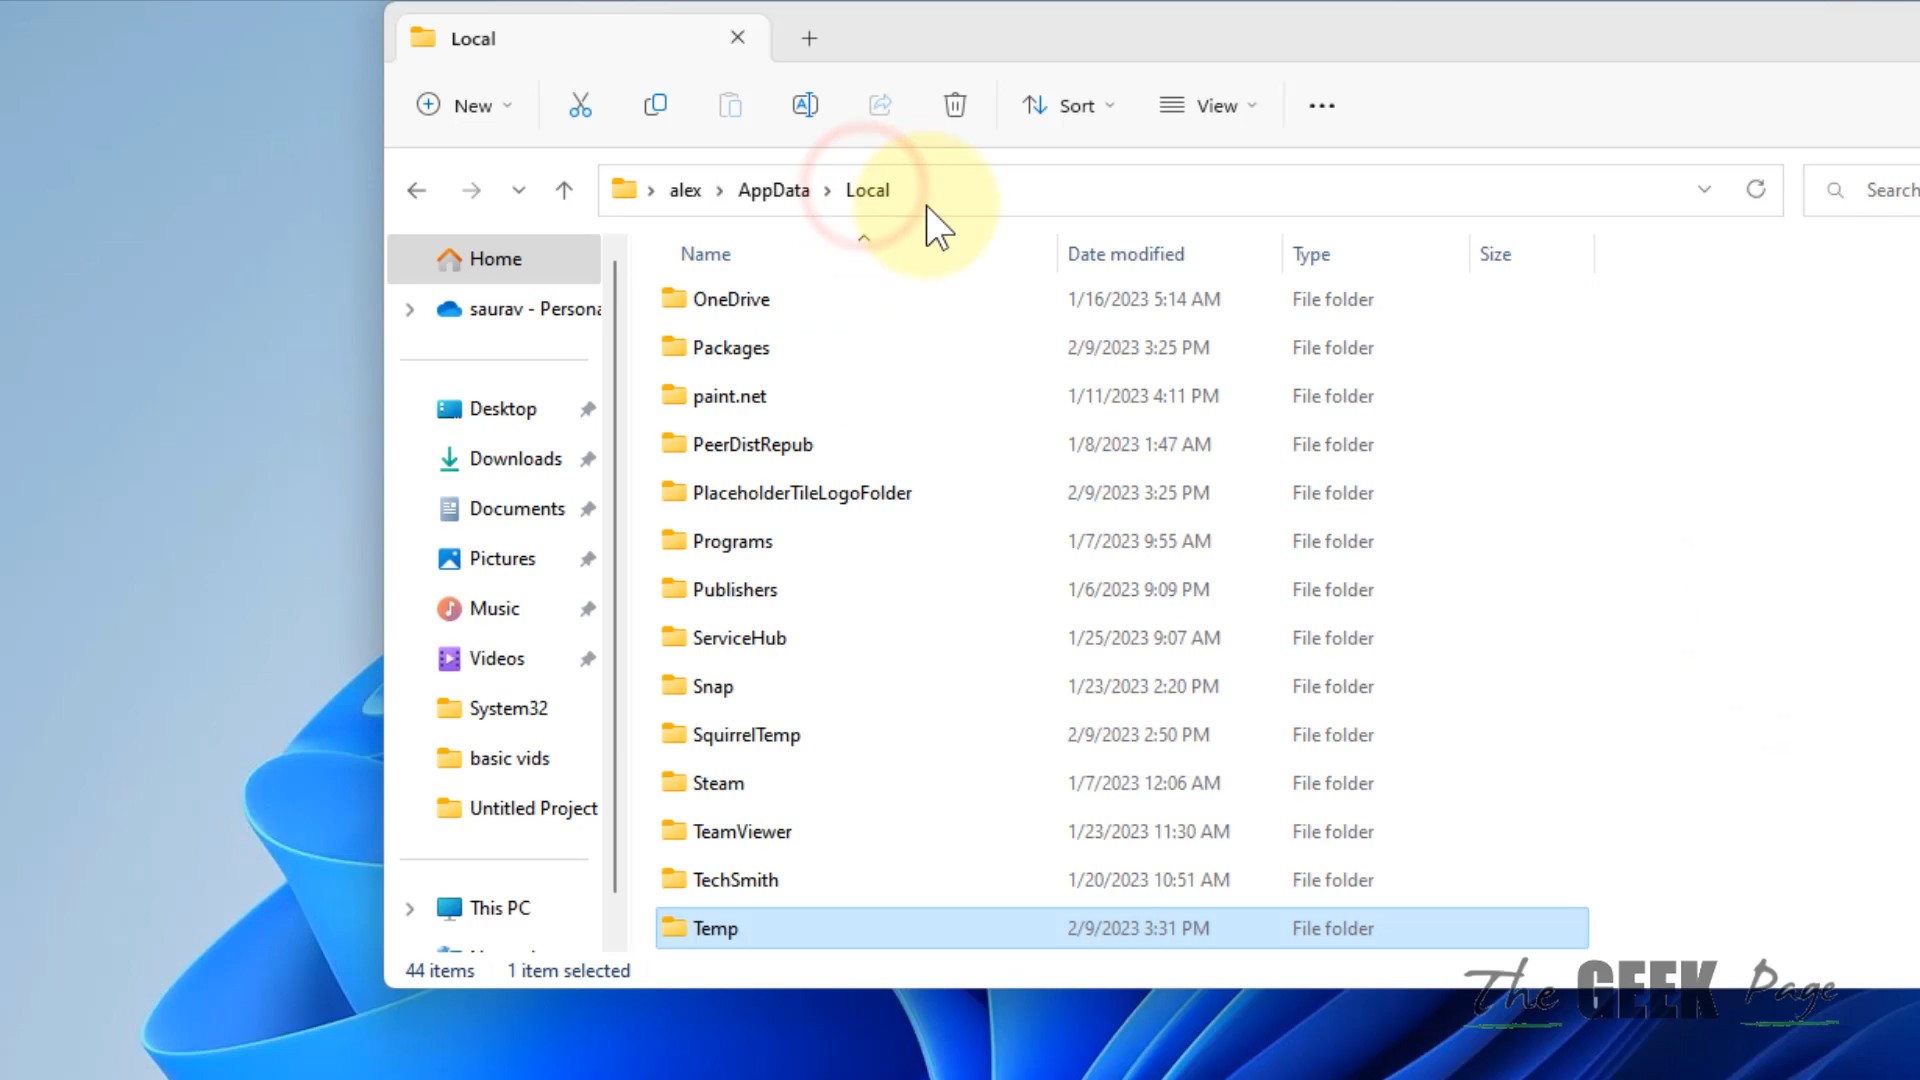 Local
New
Sort
View
alex
AppData
Local
Search
Name
Date modified
Type
Size
Home
saurav - Persona
Desktop
Downloads
Documents
Pictures
Music
Videos
System32
basic vids
Untitled Project
This PC
OneDrive 1/16/2023 5:14 AM File folder
Packages 2/9/2023 3:25 PM File folder
paint.net 1/11/2023 4:11 PM File folder
PeerDistRepub 1/8/2023 1:47 AM File folder
PlaceholderTileLogoFolder 2/9/2023 3:25 PM File folder
Programs 1/7/2023 9:55 AM File folder
Publishers 1/6/2023 9:09 PM File folder
ServiceHub 1/25/2023 9:07 AM File folder
Snap 1/23/2023 2:20 PM File folder
SquirrelTemp 2/9/2023 2:50 PM File folder
Steam 1/7/2023 12:06 AM File folder
TeamViewer 1/23/2023 11:30 AM File folder
TechSmith 1/20/2023 10:51 AM File folder
Temp 2/9/2023 3:31 PM File folder
44 items 1 item selected
The GEEK Page